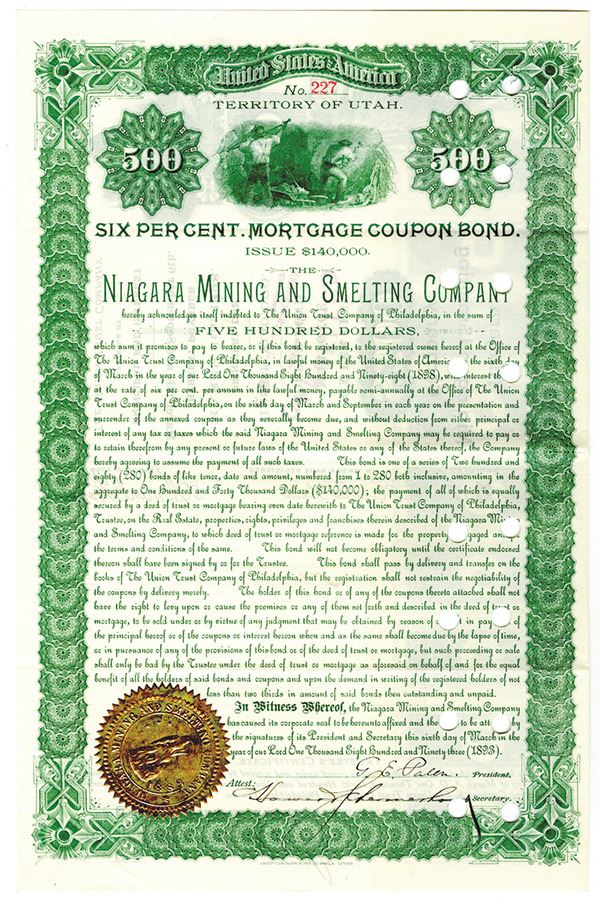 United States America
No. 227
TERRITORY OF UTAH.
500 500
SIX PER CENT. MORTGAGE COUPON BOND.
ISSUE $140,000.
THE
NIAGARA MINING AND SMELTING COMPANY
hereby acknowledges itself indebted to The Union Trust Company of Philadelphia, in the sum of
FIVE HUNDRED DOLLARS,
which sum it promises to pay to bearer, or if this bond be registered, to the registered owner hereof at the Office of
The Union Trust Company of Philadelphia, in lawful money of the United States of America the sixth day
of March in the year of our Lord One Thousand Eight Hundred and Ninety-eight (1898), interest
at the rate of six per cent. per annum in like lawful money, payable semi-annually at the Office of The Union
Trust Company of Philadelphia, on the sixth day of March and September in each year on the presentation and
surrender of the annexed coupons as they severally become due, and without deduction from either principal or
interest of any tax or taxes which the said Niagara Mining and Smelting Company may be required to pay or
to retain therefrom by any present or future laws of the United States or any of the States thereof, the Company
hereby agreeing to assume the payment of all such taxes. This bond is one of a series of Two hundred and
eighty (280) bonds of like tenor, date and amount, numbered from 1 to 280 both inclusive, amounting in the
aggregate to One Hundred and Forty Thousand Dollars ($140,000); the payment of all of which is equally
secured by a deed of trust or mortgage bearing even date herewith to The Union Trust Company of Philadelphia,
Trustee, on the Real Estate, properties, rights, privileges and franchises therein described of the Niagara
and Smelting Company, to which deed of trust or mortgage reference is made for the property and
the terms and conditions of the same. This bond will not become obligatory until the certificate endorsed
thereon shall have been signed by or for the Trustee. This bond shall pass by delivery and transfer on the
books of The Union Trust Company of Philadelphia, but the registration shall not restrain the negotiability of
the coupons by delivery merely. The holder of this bond or any of the coupons thereto attached shall not
have the right to levy upon or cause the premises or any of them set forth and described in the deed of trust or
mortgage, to be sold under or by virtue of any judgment that may be obtained by reason of in pay of
the principal hereof or of the coupons or interest hereon when and as the same shall become due by the lapse of time,
or in pursuance of any of the provisions of this bond or of the deed of trust or mortgage, but such proceeding or sale
shall only be had by the Trustee under the deed of trust or mortgage as aforesaid on behalf of and for the equal
benefit of all the holders of said bonds and coupons and upon the demand in writing of the registered holders of not
less than two thirds in amount of said bonds then outstanding and unpaid.
In Witness Whereof, the Niagara Mining and Smelting Company
has caused its corporate seal to be hereunto affixed and the to be by
the signatures of its President and Secretary this sixth day of March in the
year of our Lord One Thousand Eight Hundred and Ninety three (1893).
President.
Attest:
Secretary.